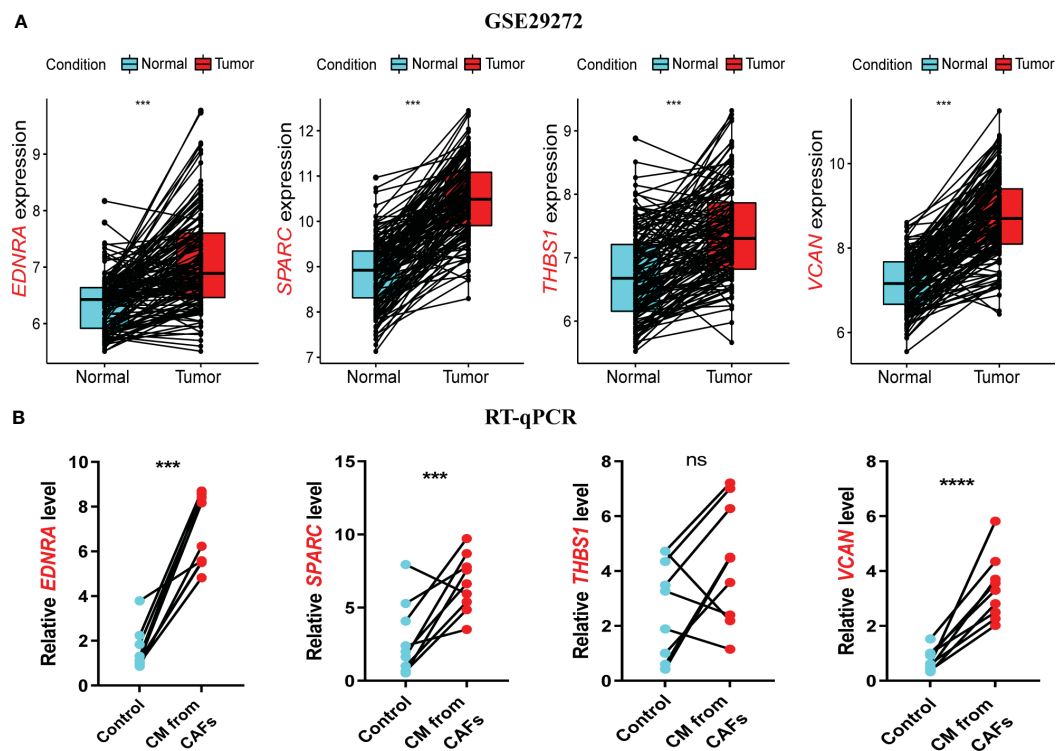 A
GSE29272
Condition Normal Tumor
Condition Normal Tumor
Condition Normal Tumor
Condition Normal Tumor
***
***
***
***
EDNRA expression
9
8
7
6
Normal Tumor
SPARC expression
12
11
10
9
8
7
Normal Tumor
THBS1 expression
9
8
7
6
Normal Tumor
VCAN expression
10
8
6
Normal Tumor
B
RT-qPCR
Relative EDNRA level
10
8
6
4
2
0
***
Control
CM from
CAFs
Relative SPARC level
15
10
5
0
***
Control
CM from
CAFs
Relative THBS1 level
8
6
4
2
0
ns
Control
CM from
CAFs
Relative VCAN level
8
6
4
2
0
****
Control
CM from
CAFs